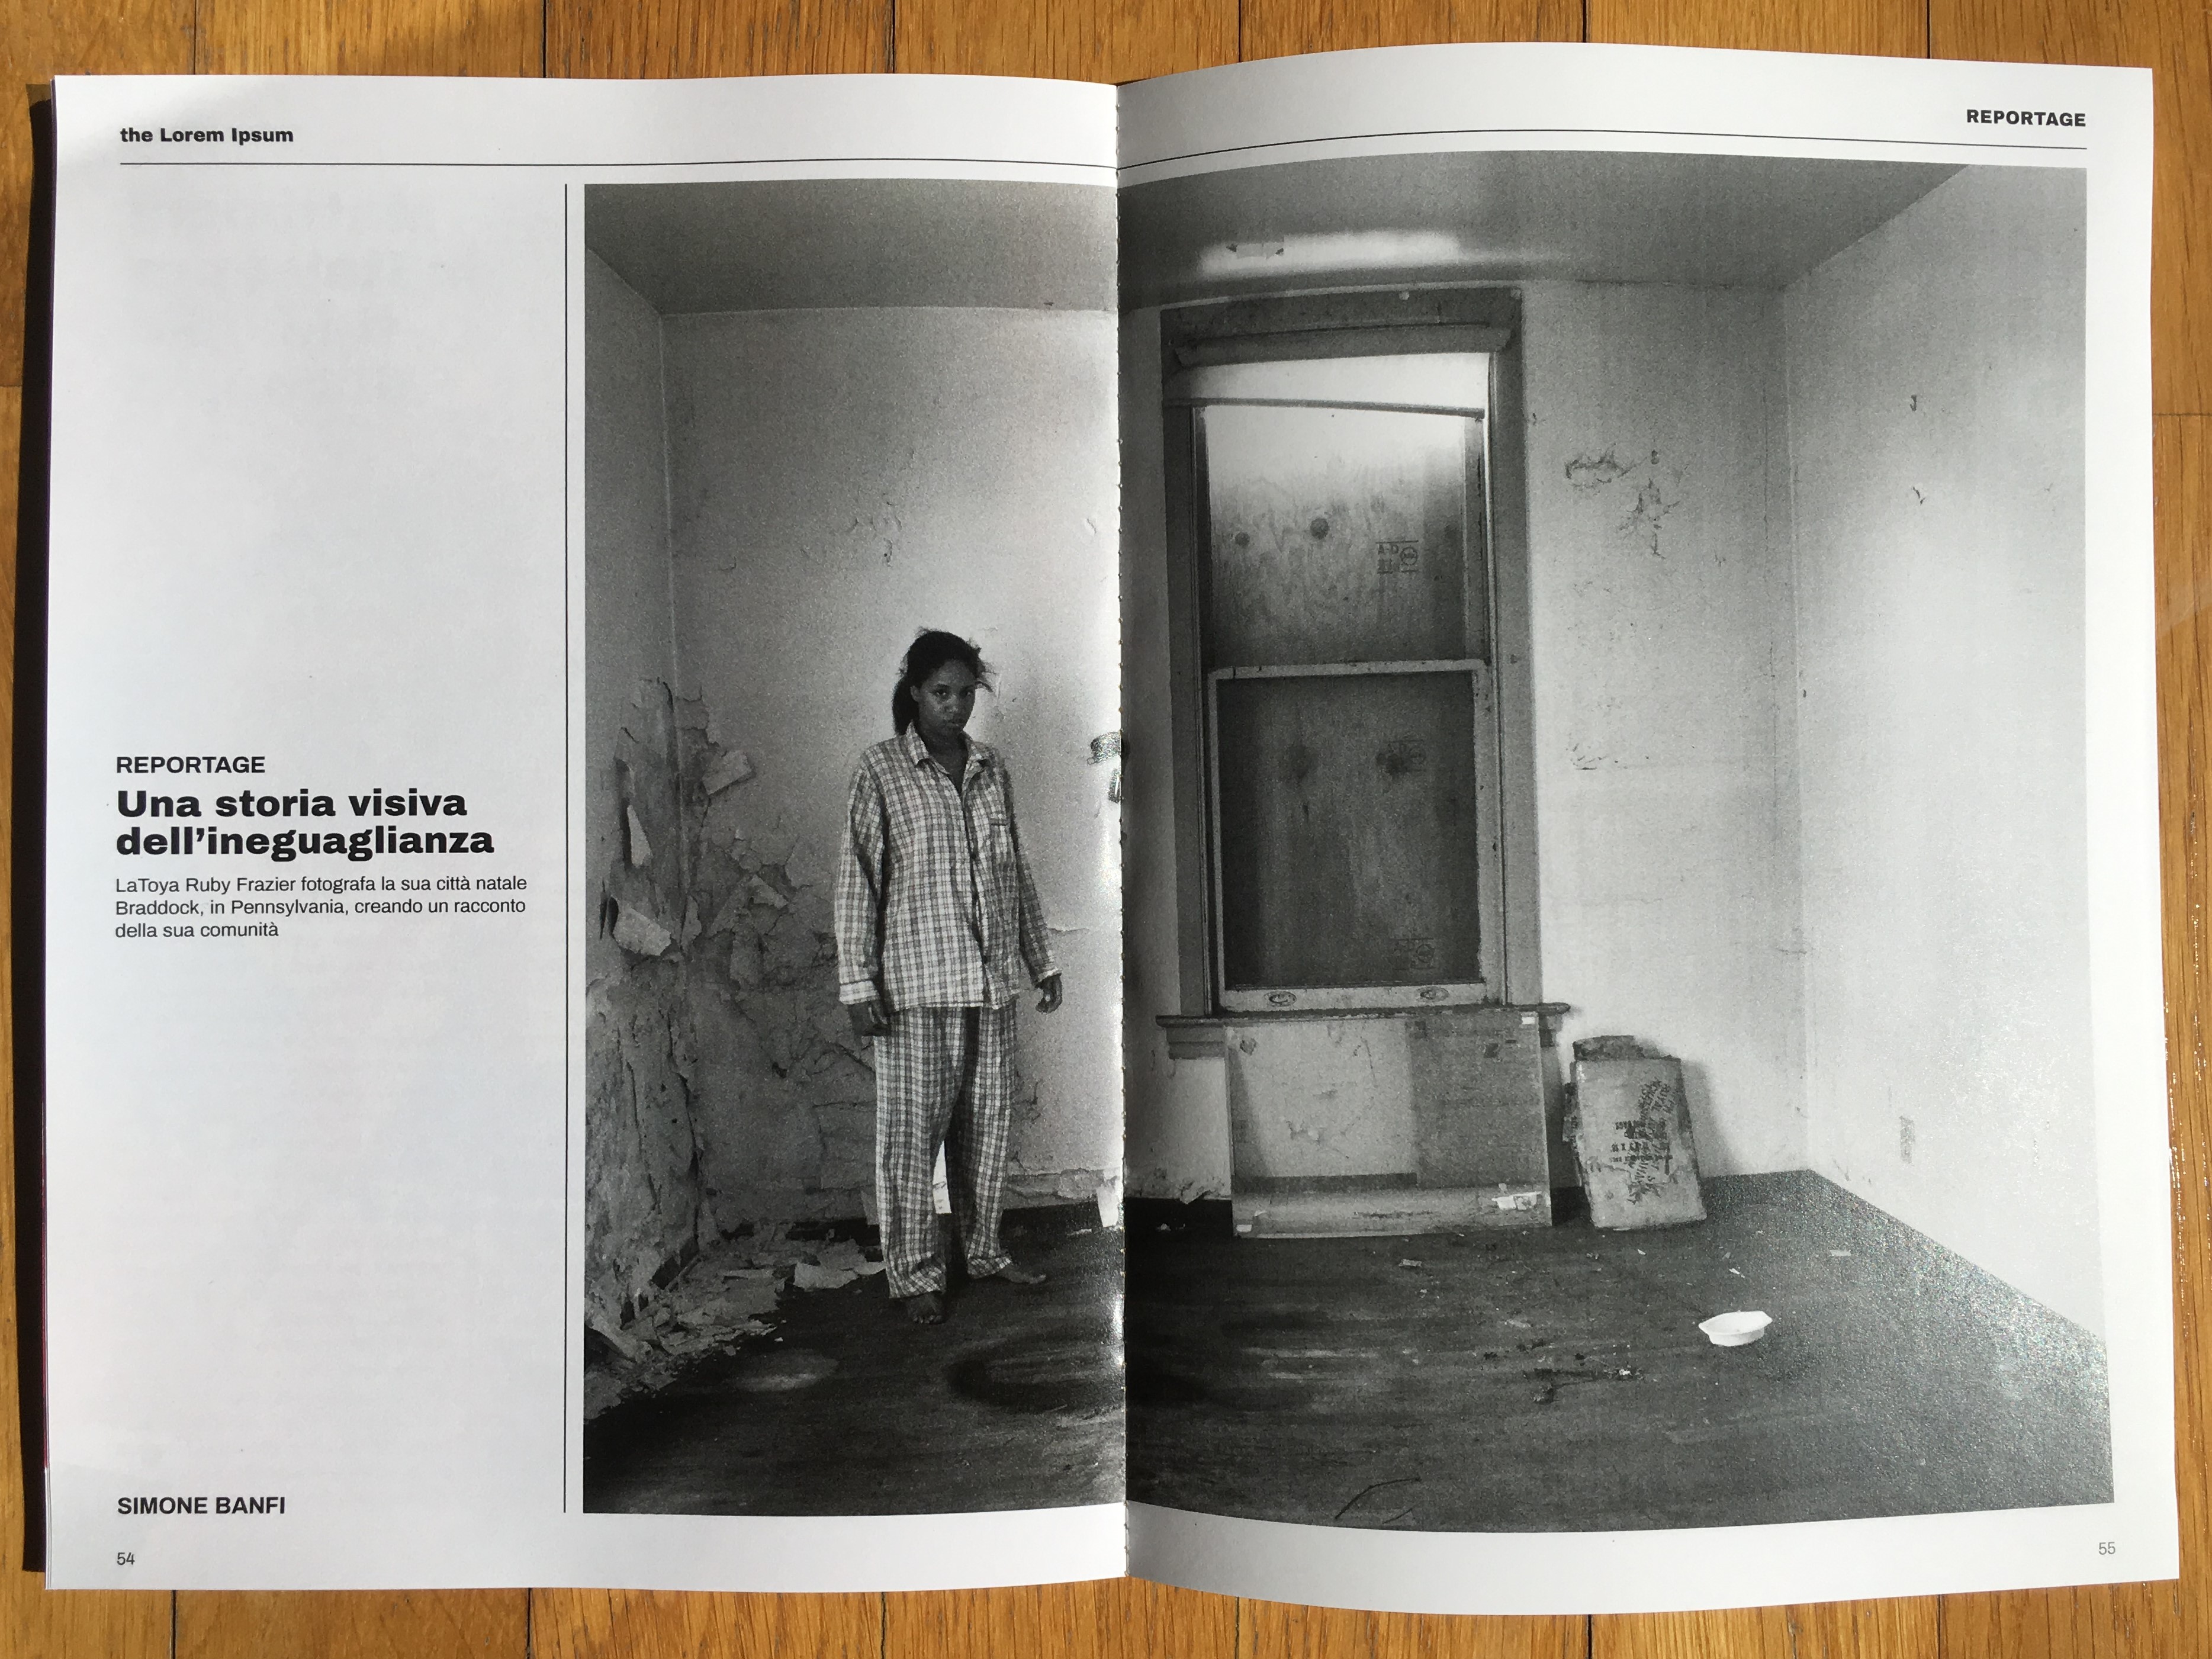 the Lorem Ipsum
REPORTAGE
REPORTAGE
Una storia visiva
dell’ineguaglianza
LaToya Ruby Frazier fotografa la sua città natale
Braddock, in Pennsylvania, creando un racconto
della sua comunità
SIMONE BANFI
54
55